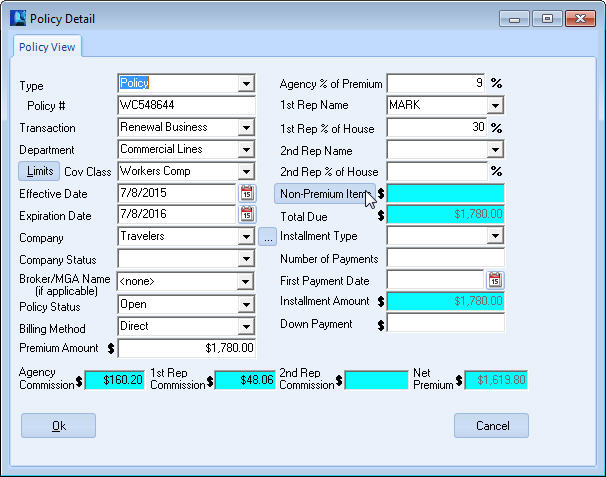 Policy Detail
Policy View
Type Policy
Policy # WC548644
Transaction Renewal Business
Department Commercial Lines
Limits Cov Class Workers Comp
Effective Date 7/8/2015 15
Expiration Date 7/8/2016 15
Company Travelers ...
Company Status
Broker/MGA Name <none>
(if applicable)
Policy Status Open
Billing Method Direct
Premium Amount $ $1,780.00
Agency % of Premium 9 %
1st Rep Name MARK
1st Rep % of House 30 %
2nd Rep Name
2nd Rep % of House %
Non-Premium Items $
Total Due $ $1,780.00
Installment Type
Number of Payments
First Payment Date 15
Installment Amount $ $1,780.00
Down Payment $
Agency
Commission $ $160.20
1st Rep
Commission $ $48.06
2nd Rep
Commission $
Net
Premium $ $1,619.80
Ok
Cancel